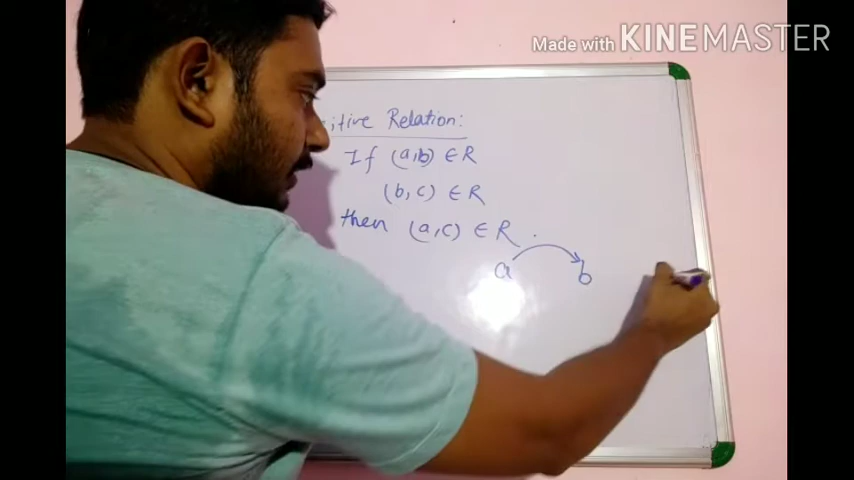 Made with KINEMASTER
itive Relation:
If (a,b) ∈ R
(b, c) ∈ R
then (a,c) ∈ R .
a b